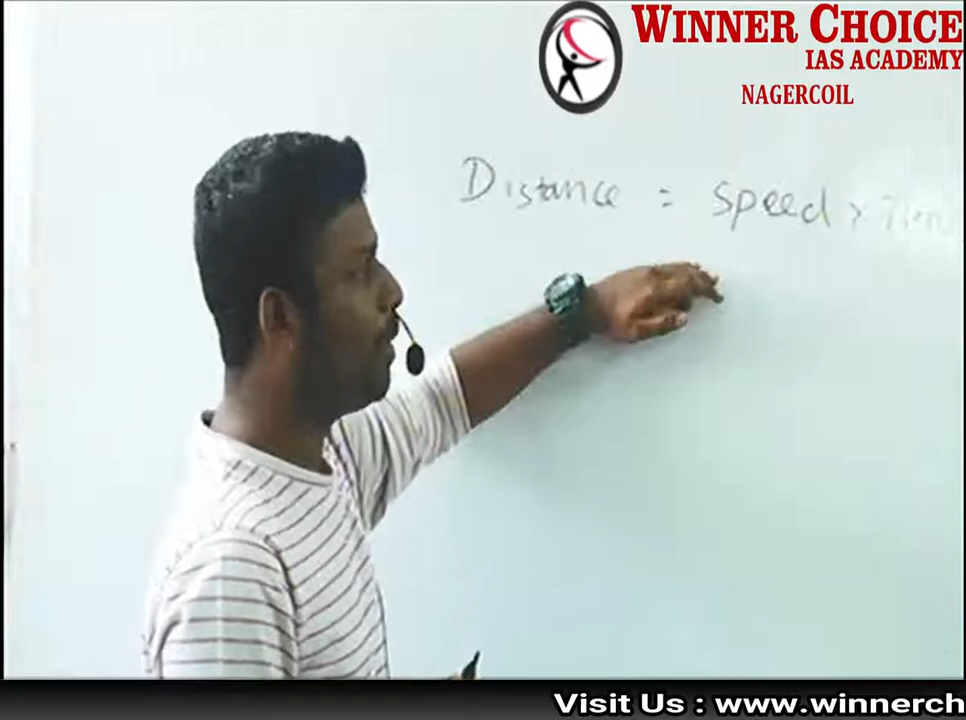 WINNER CHOICE
IAS ACADEMY
NAGERCOIL
Distance = Speed ×
Visit Us : www.winnerch